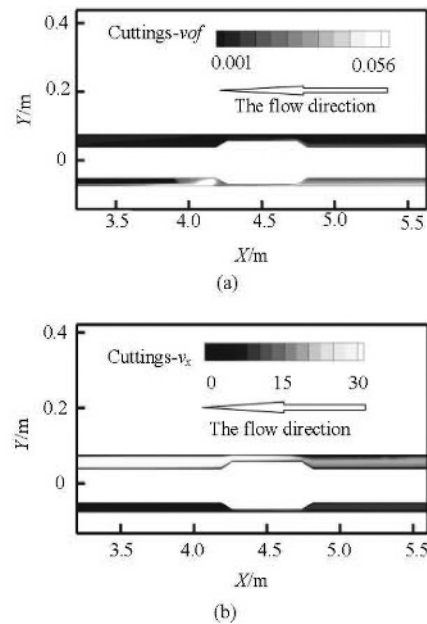 Cuttings-vof
0.001 0.056
The flow direction
0.4
0.2
0
Y/m
3.5 4.0 4.5 5.0 5.5
X/m
(a)
Cuttings-vx
0 15 30
The flow direction
0.4
0.2
0
Y/m
3.5 4.0 4.5 5.0 5.5
X/m
(b)